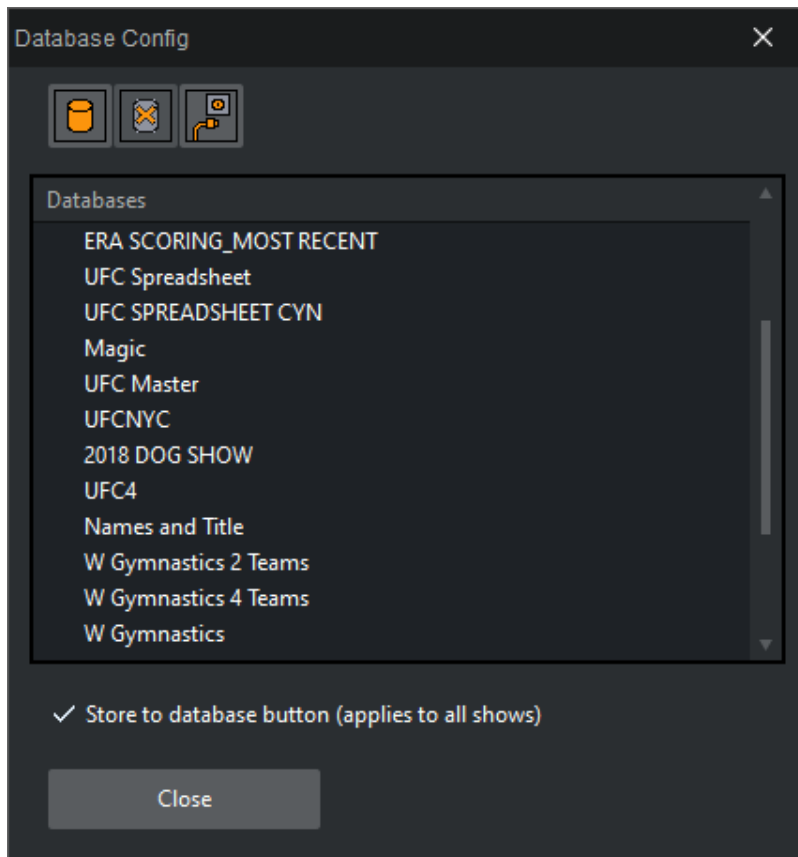 Database Config
Databases
ERA SCORING_MOST RECENT
UFC Spreadsheet
UFC SPREADSHEET CYN
Magic
UFC Master
UFCNYC
2018 DOG SHOW
UFC4
Names and Title
W Gymnastics 2 Teams
W Gymnastics 4 Teams
W Gymnastics
Store to database button (applies to all shows)
Close